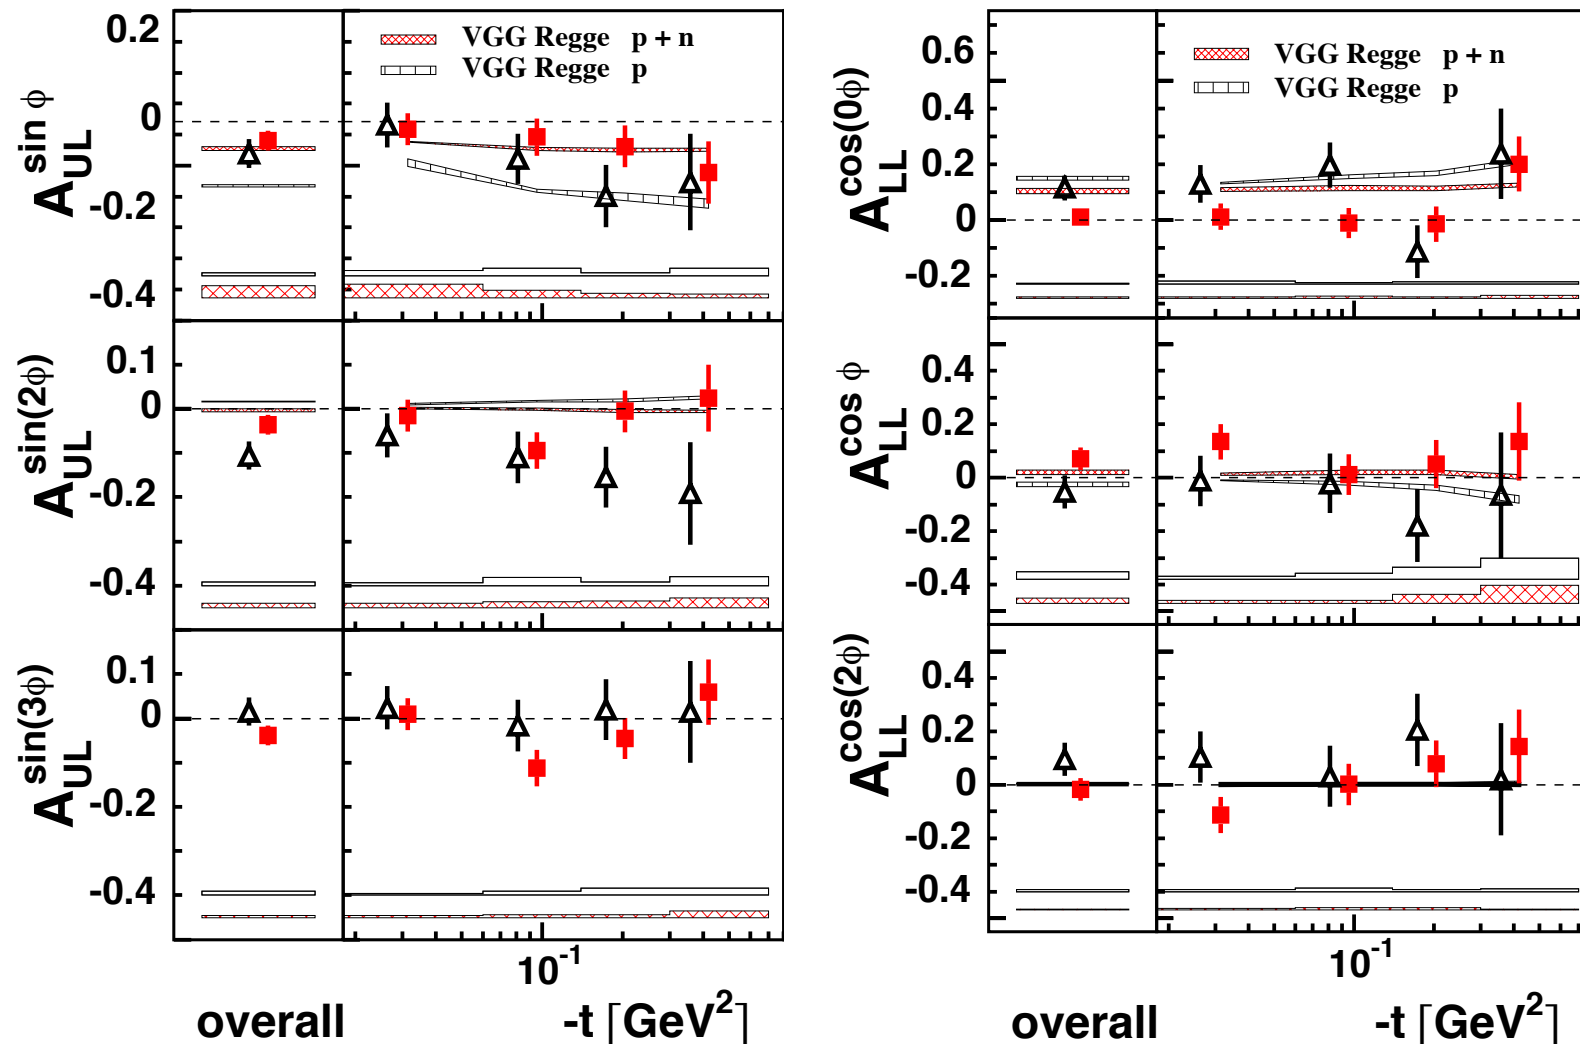 0.2
0
-0.2
-0.4
A_UL^sin ϕ
VGG Regge p + n
VGG Regge p
0.1
0
-0.2
-0.4
A_UL^sin(2ϕ)
0.1
0
-0.2
-0.4
A_UL^sin(3ϕ)
10^-1
overall
-t [GeV^2]
0.6
0.4
0.2
0
-0.2
A_LL^cos(0ϕ)
VGG Regge p + n
VGG Regge p
0.4
0.2
0
-0.2
-0.4
A_LL^cos ϕ
0.4
0.2
0
-0.2
-0.4
A_LL^cos(2ϕ)
10^-1
overall
-t [GeV^2]